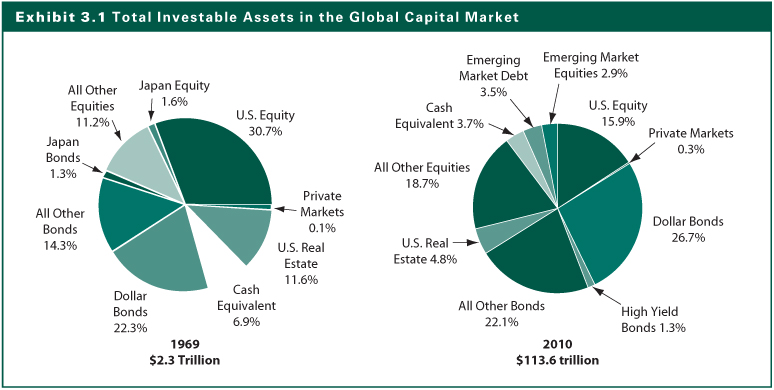 Exhibit 3.1 Total Investable Assets in the Global Capital Market
Japan Equity
1.6%
All Other
Equities
11.2%
U.S. Equity
30.7%
Japan
Bonds
1.3%
Private
Markets
0.1%
All Other
Bonds
14.3%
U.S. Real
Estate
11.6%
Cash
Equivalent
6.9%
Dollar
Bonds
22.3%
1969
$2.3 Trillion
Emerging
Market Debt
3.5%
Emerging Market
Equities 2.9%
Cash
Equivalent 3.7%
U.S. Equity
15.9%
Private Markets
0.3%
All Other Equities
18.7%
Dollar Bonds
26.7%
U.S. Real
Estate 4.8%
All Other Bonds
22.1%
High Yield
Bonds 1.3%
2010
$113.6 trillion